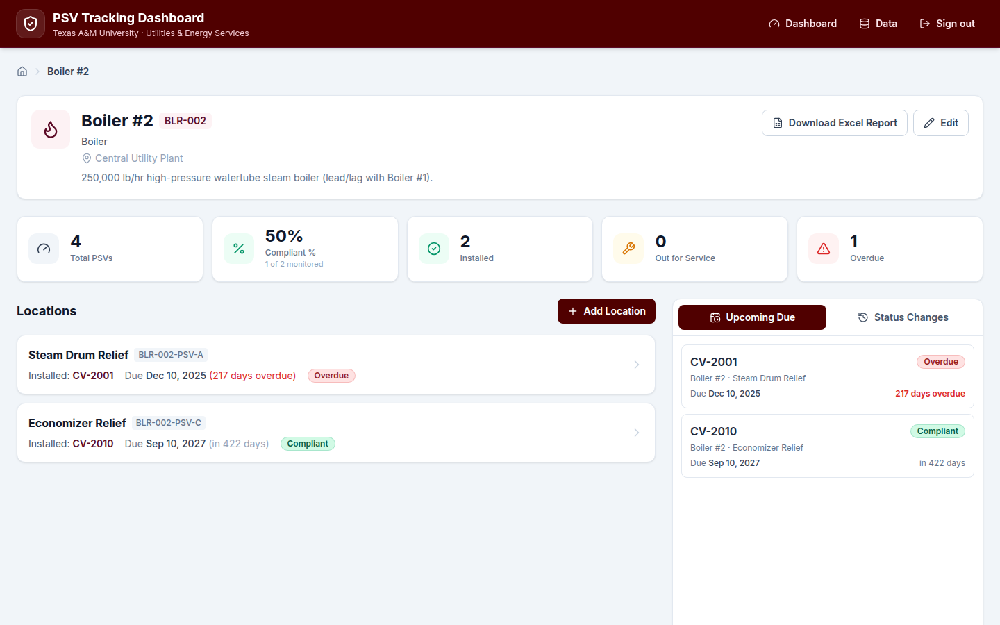 PSV Tracking Dashboard
Texas A&M University · Utilities & Energy Services
Dashboard
Data
Sign out
Boiler #2
Boiler #2 BLR-002
Boiler
Central Utility Plant
250,000 lb/hr high-pressure watertube steam boiler (lead/lag with Boiler #1).
Download Excel Report
Edit
4
Total PSVs
50%
Compliant %
1 of 2 monitored
2
Installed
0
Out for Service
1
Overdue
Locations
Add Location
Steam Drum Relief BLR-002-PSV-A
Installed: CV-2001 Due Dec 10, 2025 (217 days overdue) Overdue
Economizer Relief BLR-002-PSV-C
Installed: CV-2010 Due Sep 10, 2027 (in 422 days) Compliant
Upcoming Due
Status Changes
CV-2001 Overdue
Boiler #2 · Steam Drum Relief
Due Dec 10, 2025 217 days overdue
CV-2010 Compliant
Boiler #2 · Economizer Relief
Due Sep 10, 2027 in 422 days